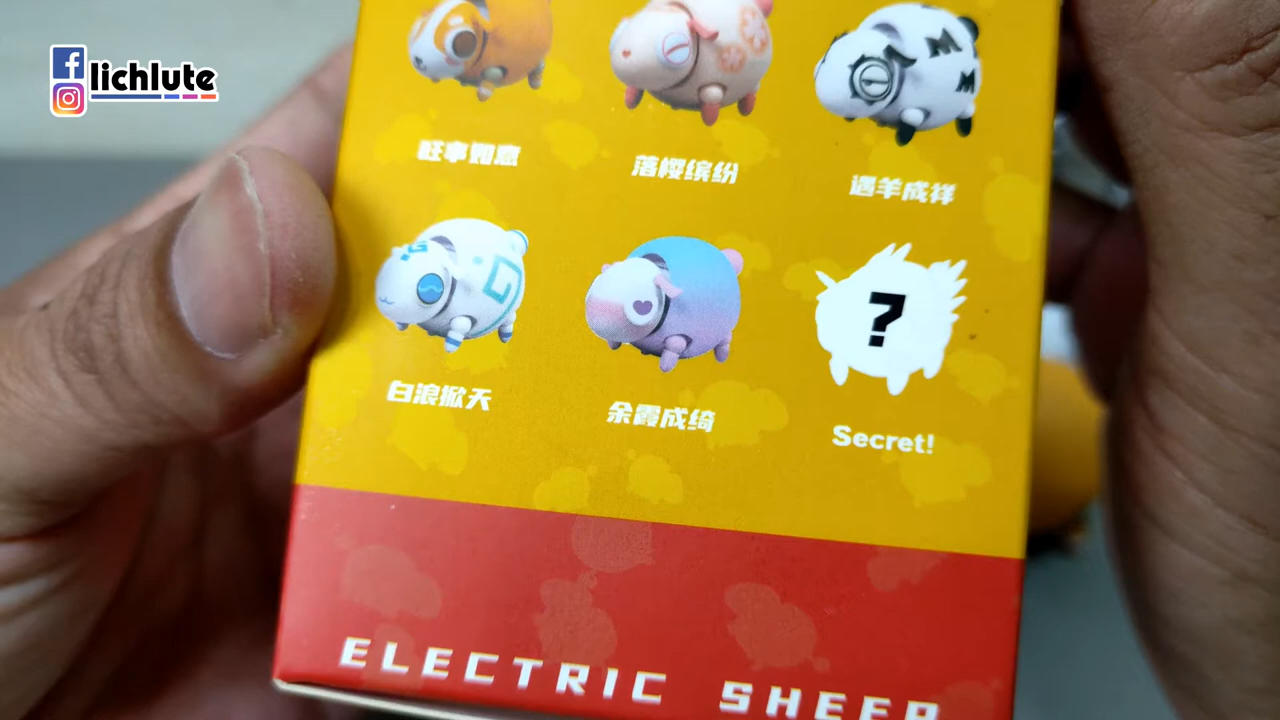 lichlute
旺事如意
落樱缤纷
遇羊成祥
白浪掀天
余霞成绮
?
Secret!
ELECTRIC SHEEP